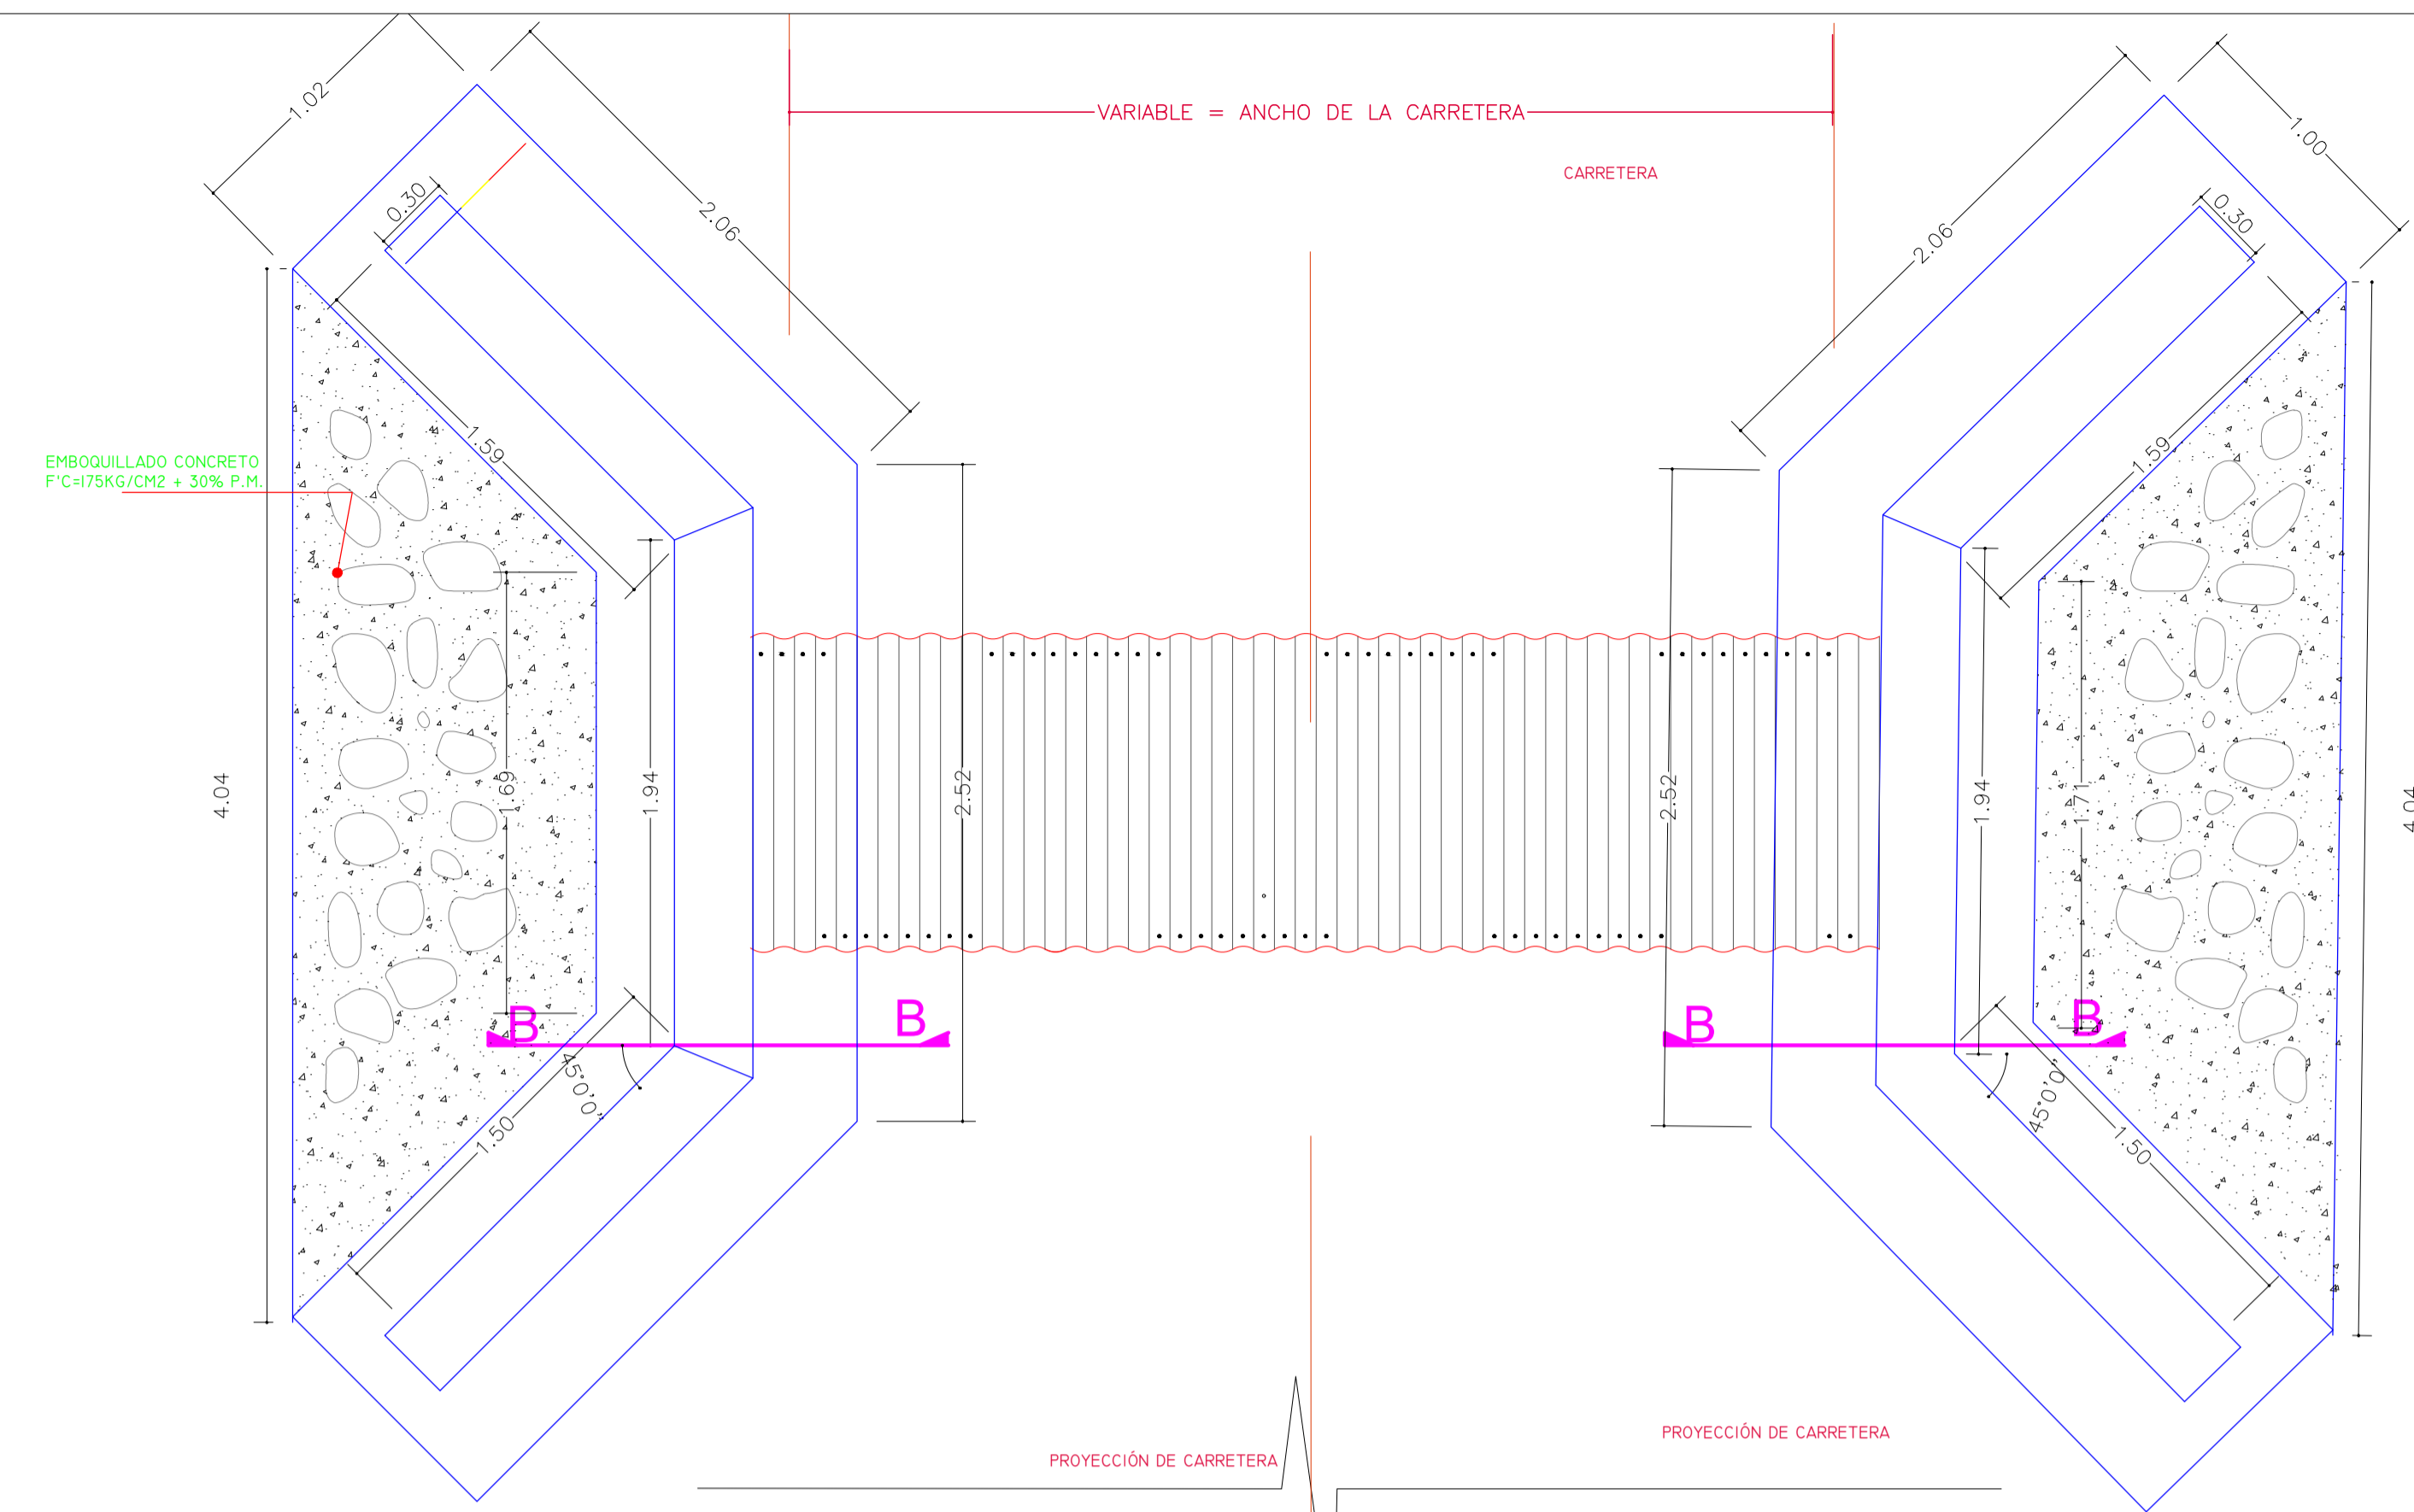 1.02
VARIABLE = ANCHO DE LA CARRETERA
1.00
CARRETERA
0.30
2.06
2.06
0.30
EMBOQUILLADO CONCRETO
F'C=175KG/CM2 + 30% P.M.
1.59
1.59
4.04
1.69
1.94
2.52
2.52
1.94
1.71
4.04
B
B
B
B
45°0'0"
1.50
45°0'0"
1.50
PROYECCIÓN DE CARRETERA
PROYECCIÓN DE CARRETERA